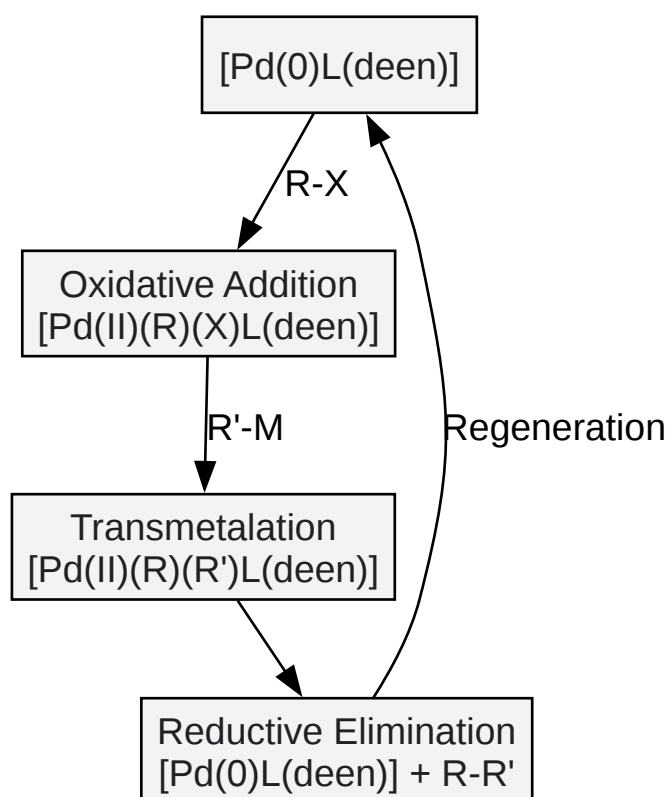 [Pd(0)L(deen)]
R-X
Oxidative Addition
[Pd(II)(R)(X)L(deen)]
R'-M
Regeneration
Transmetalation
[Pd(II)(R)(R')L(deen)]
Reductive Elimination
[Pd(0)L(deen)] + R-R'